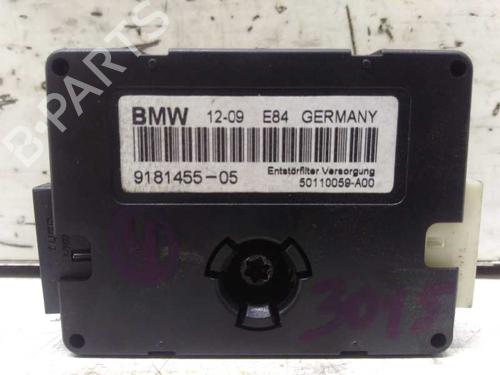 BMW 12-09 E84 GERMANY
9181455-05
Entstörfilter Versorgung
50110059-A00
B-PARTS
3015